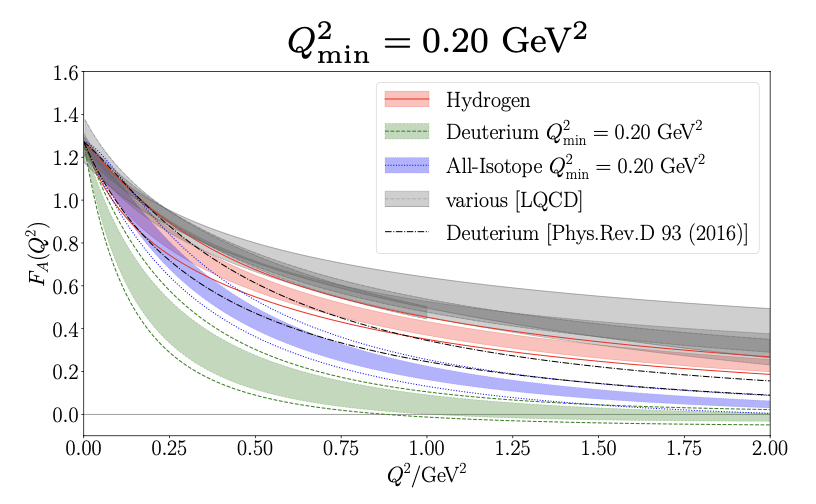 Q²min = 0.20 GeV²
1.6
1.4
1.2
1.0
0.8
0.6
0.4
0.2
0.0
F_A(Q²)
Hydrogen
Deuterium Q²min = 0.20 GeV²
All-Isotope Q²min = 0.20 GeV²
various [LQCD]
Deuterium [Phys.Rev.D 93 (2016)]
0.00 0.25 0.50 0.75 1.00 1.25 1.50 1.75 2.00
Q²/GeV²